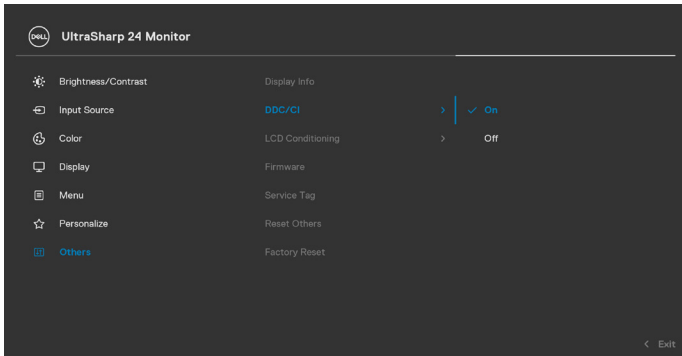 DELL UltraSharp 24 Monitor
Brightness/Contrast Display Info
Input Source DDC/CI > ✓ On
Color LCD Conditioning > Off
Display Firmware
Menu Service Tag
Personalize Reset Others
Others Factory Reset
< Exit